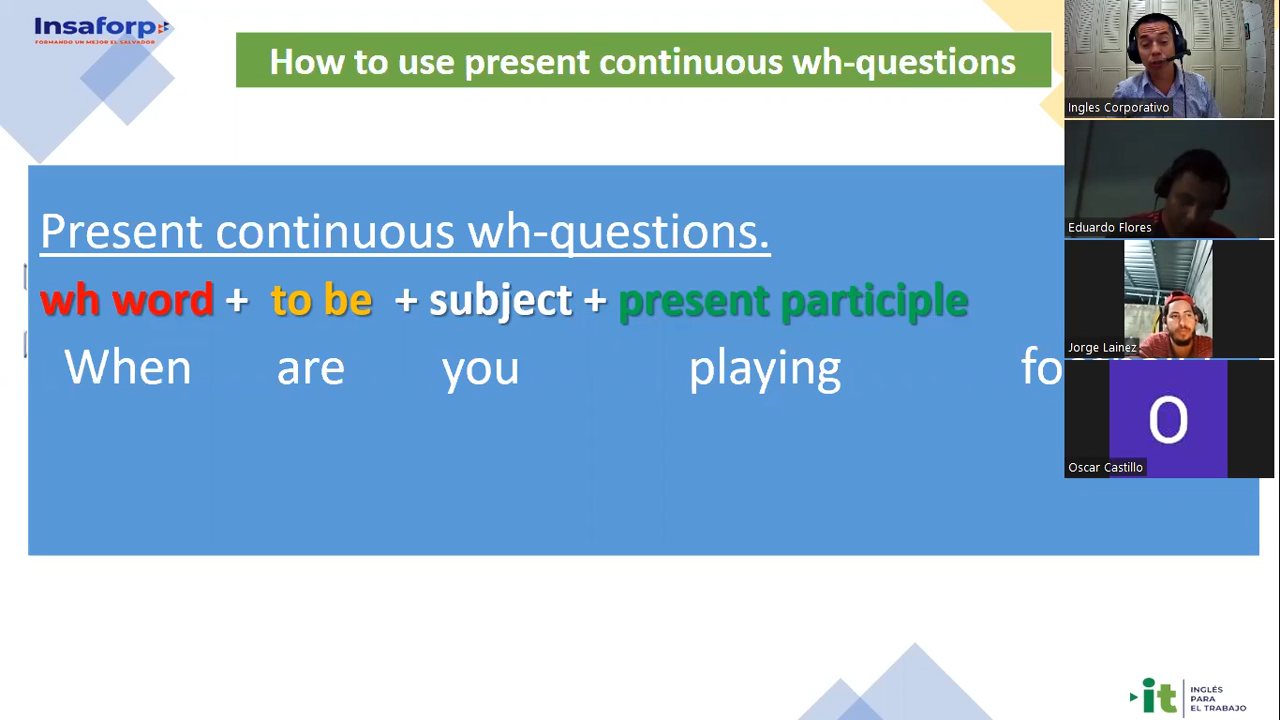 Insaforp
FORMANDO UN MEJOR EL SALVADOR
How to use present continuous wh-questions
Ingles Corporativo
Eduardo Flores
Jorge Lainez
O
Oscar Castillo
Present continuous wh-questions.
wh word + to be + subject + present participle
When are you playing
it INGLÉS
PARA
EL TRABAJO